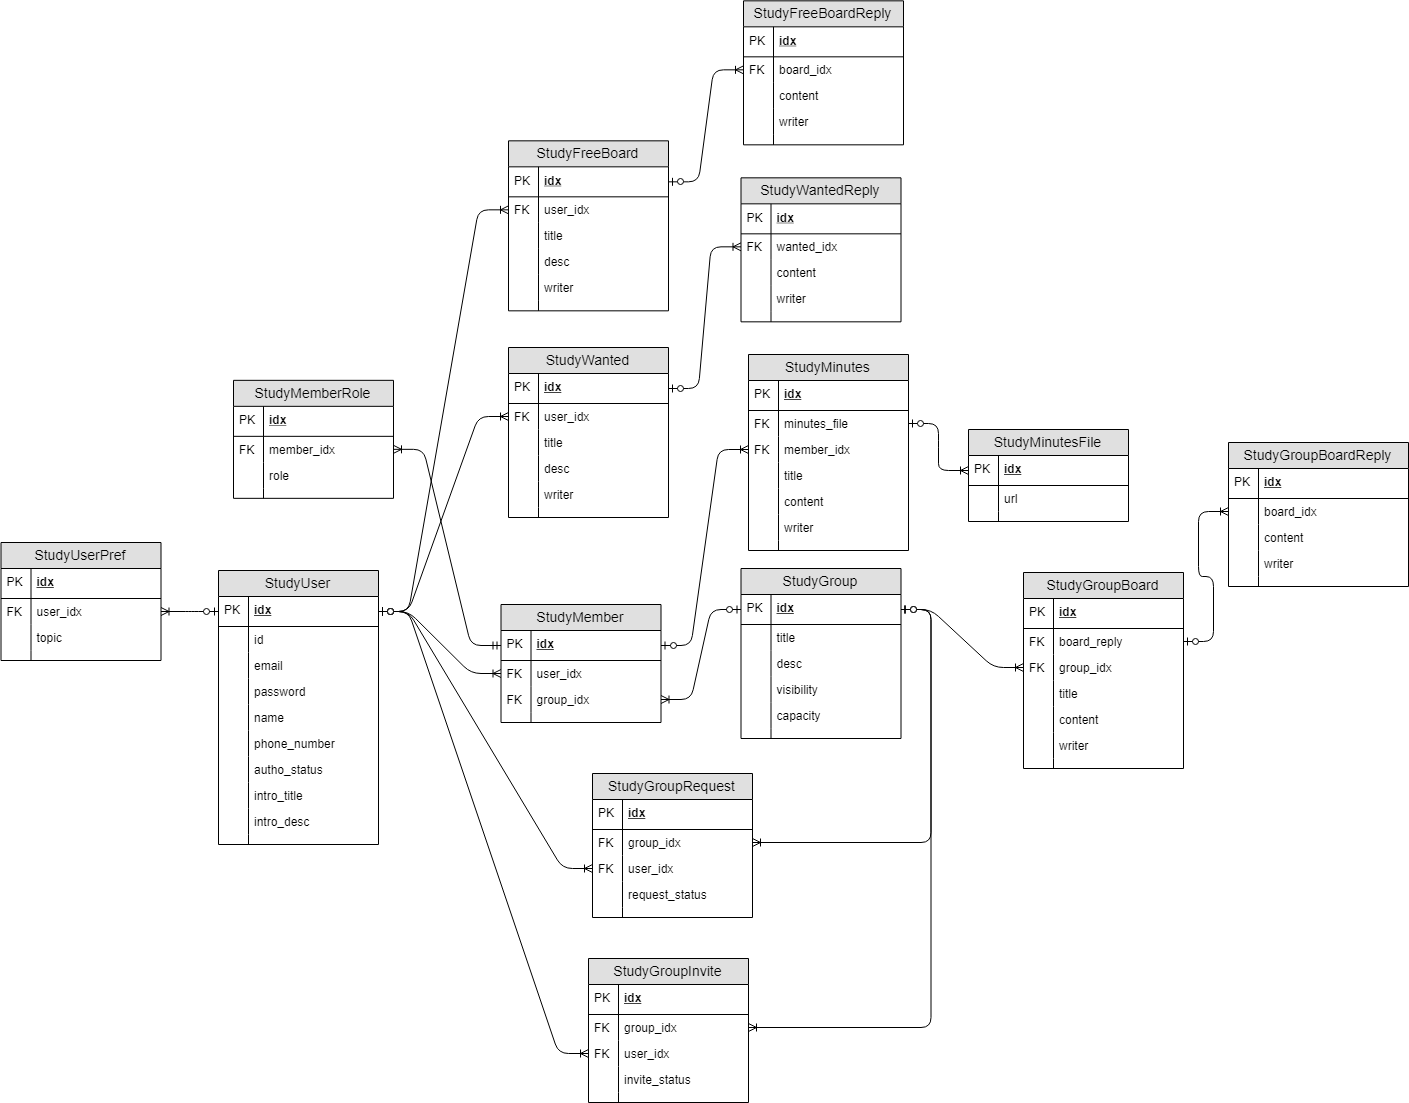 StudyFreeBoardReply
PK idx
FK board_idx
content
writer
StudyFreeBoard
PK idx
FK user_idx
title
desc
writer
StudyWantedReply
PK idx
FK wanted_idx
content
writer
StudyWanted
PK idx
FK user_idx
title
desc
writer
StudyMinutes
PK idx
FK minutes_file
FK member_idx
title
content
writer
StudyMemberRole
PK idx
FK member_idx
role
StudyMinutesFile
PK idx
url
StudyGroupBoardReply
PK idx
board_idx
content
writer
StudyUserPref
PK idx
FK user_idx
topic
StudyUser
PK idx
id
email
password
name
phone_number
autho_status
intro_title
intro_desc
StudyMember
PK idx
FK user_idx
FK group_idx
StudyGroup
PK idx
title
desc
visibility
capacity
StudyGroupBoard
PK idx
FK board_reply
FK group_idx
title
content
writer
StudyGroupRequest
PK idx
FK group_idx
FK user_idx
request_status
StudyGroupInvite
PK idx
FK group_idx
FK user_idx
invite_status